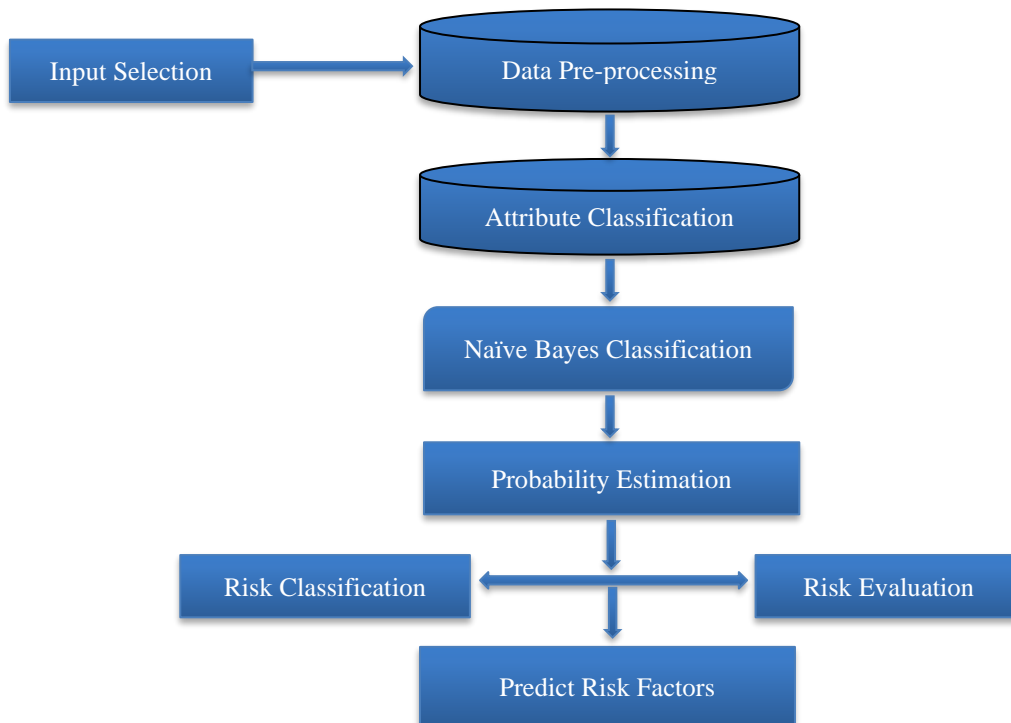 Input Selection
Data Pre-processing
Attribute Classification
Naïve Bayes Classification
Probability Estimation
Risk Classification
Risk Evaluation
Predict Risk Factors